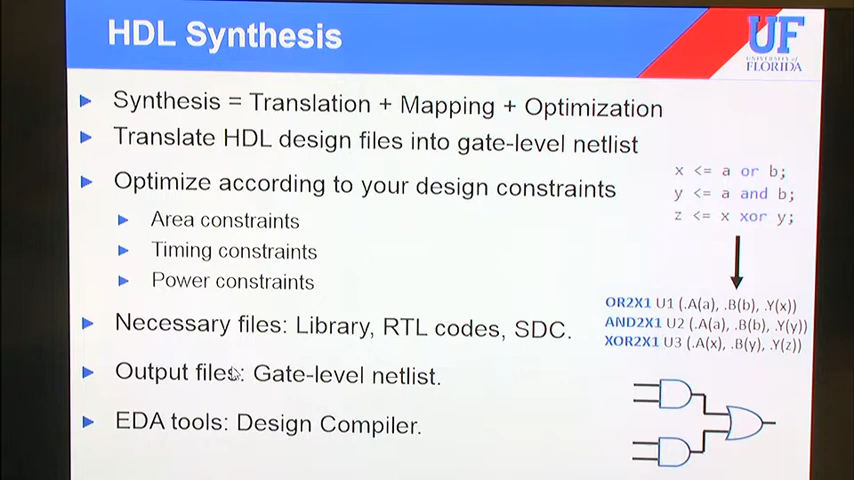 HDL Synthesis
UF
UNIVERSITY of
FLORIDA
Synthesis = Translation + Mapping + Optimization
Translate HDL design files into gate-level netlist
Optimize according to your design constraints
Area constraints
Timing constraints
Power constraints
Necessary files: Library, RTL codes, SDC.
Output files: Gate-level netlist.
EDA tools: Design Compiler.
x <= a or b;
y <= a and b;
z <= x xor y;
OR2X1 U1 (.A(a), .B(b), .Y(x))
AND2X1 U2 (.A(a), .B(b), .Y(y))
XOR2X1 U3 (.A(x), .B(y), .Y(z))